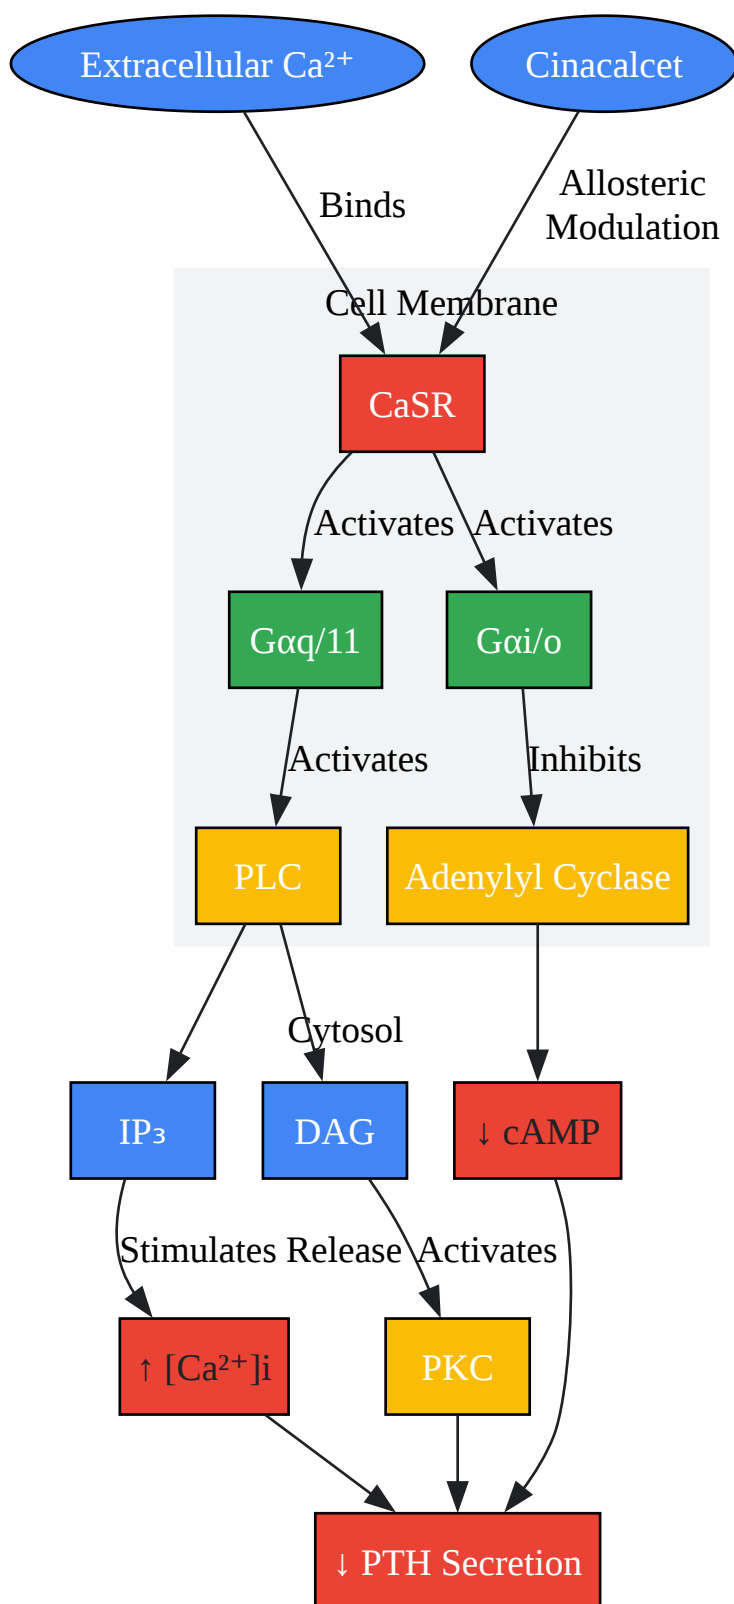 Extracellular Ca²⁺
Cinacalcet
Binds
Allosteric
Modulation
Cell Membrane
CaSR
Activates
Activates
Gαq/11
Gαi/o
Activates
Inhibits
PLC
Adenylyl Cyclase
Cytosol
IP₃
DAG
↓ cAMP
Stimulates Release
Activates
↑ [Ca²⁺]i
PKC
↓ PTH Secretion